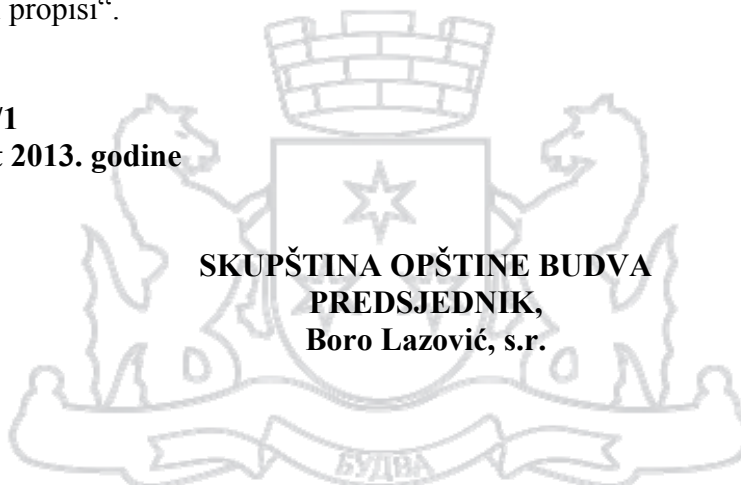 propisi“.
/1
t 2013. godine
SKUPŠTINA OPŠTINE BUDVA
PREDSJEDNIK,
Boro Lazović, s.r.
БУДВА